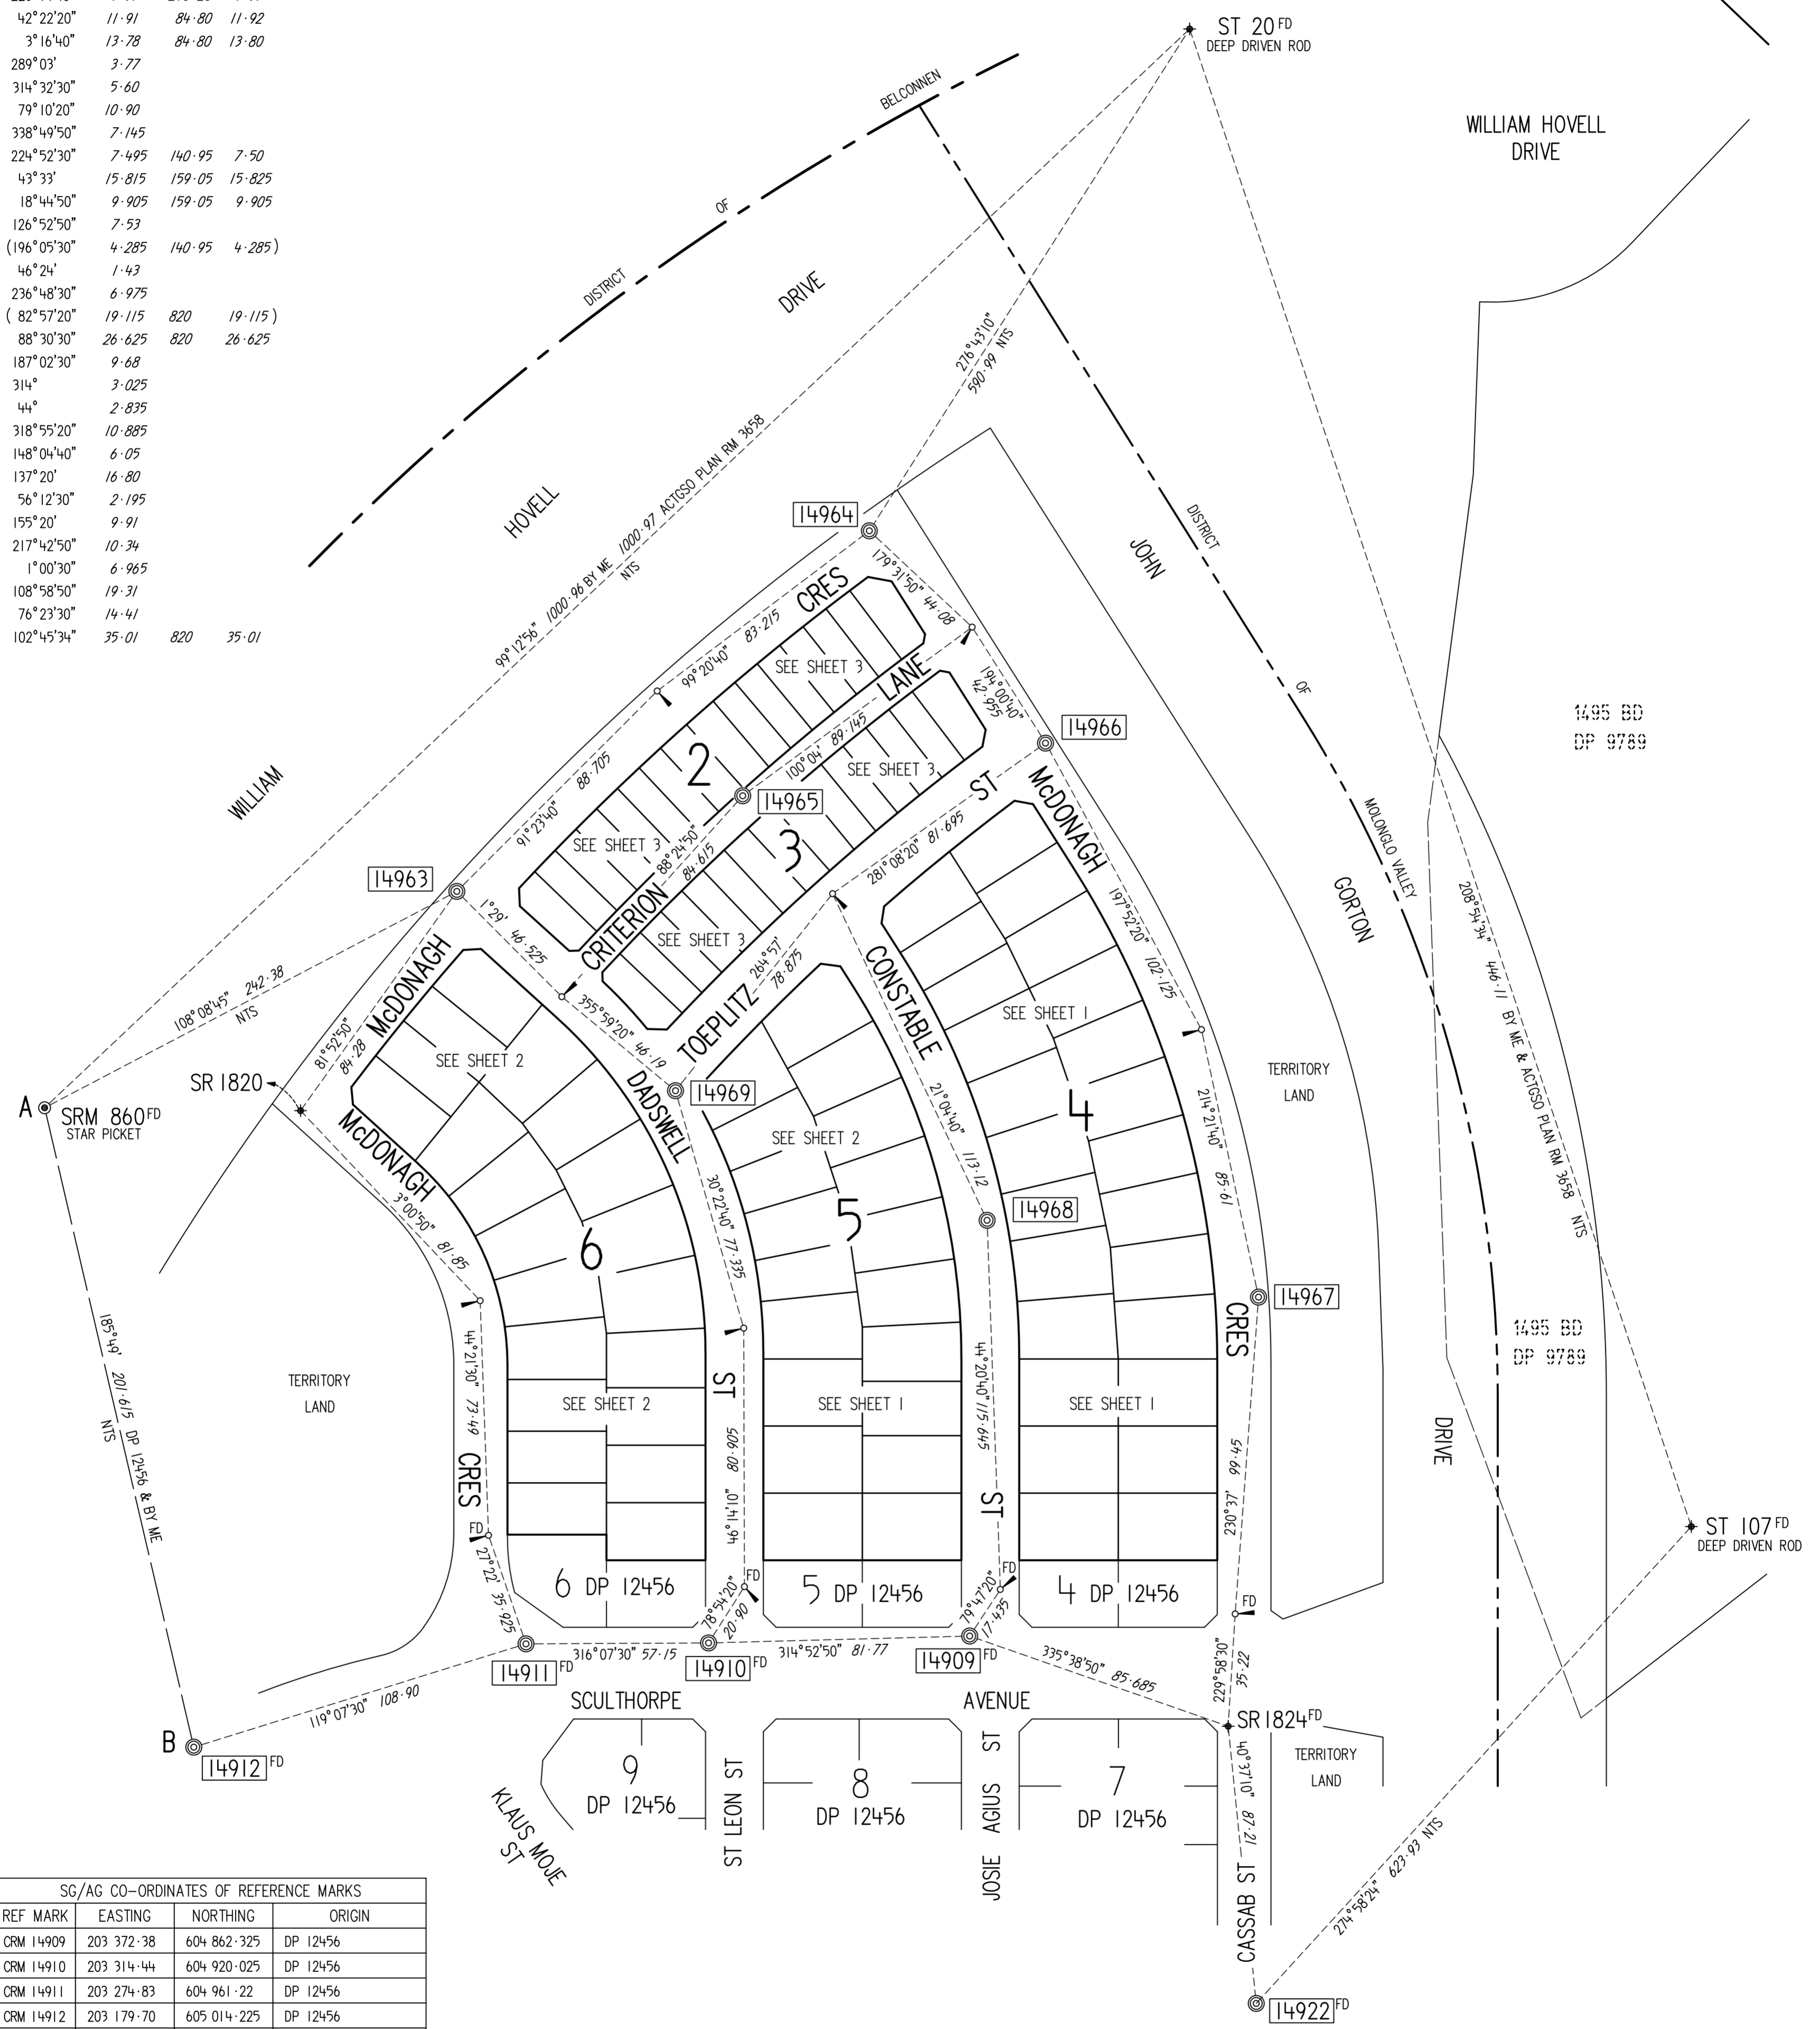 42°22'20" 11·91 84·80 11·92
3°16'40" 13·78 84·80 13·80
289°03' 3·77
314°32'30" 5·60
79°10'20" 10·90
338°49'50" 7·145
224°52'30" 7·495 140·95 7·50
43°33' 15·815 159·05 15·825
18°44'50" 9·905 159·05 9·905
126°52'50" 7·53
(196°05'30" 4·285 140·95 4·285)
46°24' 1·43
236°48'30" 6·975
( 82°57'20" 19·115 820 19·115)
88°30'30" 26·625 820 26·625
187°02'30" 9·68
314° 3·025
44° 2·835
318°55'20" 10·885
148°04'40" 6·05
137°20' 16·80
56°12'30" 2·195
155°20' 9·91
217°42'50" 10·34
1°00'30" 6·965
108°58'50" 19·31
76°23'30" 14·41
102°45'34" 35·01 820 35·01
ST 20 FD
DEEP DRIVEN ROD
WILLIAM HOVELL
DRIVE
DISTRICT OF BELCONNEN
WILLIAM HOVELL DRIVE
276°43'10"
590·99 NTS
99°12'56" 1000·96 BY ME 1000·97 ACTGSO PLAN RM 3658
NTS
DISTRICT OF MOLONGLO VALLEY
JOHN GORTON DRIVE
1495 BD
DP 9789
208°54'34" 446·11 BY ME & ACTGSO PLAN RM 3658 NTS
14964
179°31'50" 44·08
CRES
99°20'40" 83·215
SEE SHEET 3
LANE
194°00'40"
42·955
14966
2
100°04' 89·145
SEE SHEET 3
91°23'40" 88·705
14965
ST
McDONAGH
SEE SHEET 3
88°24'50"
84·615
3
281°08'20" 81·695
14963
1°29' 46·525
CRITERION
SEE SHEET 3
197°52'20" 102·125
108°08'45" 242·38
NTS
McDONAGH
81°52'50"
84·28
355°59'20" 46·19
TOEPLITZ
264°57'
78·875
CONSTABLE
SEE SHEET 1
SEE SHEET 2
SR 1820
A
SRM 860 FD
STAR PICKET
DADSWELL
14969
TERRITORY
LAND
McDONAGH
SEE SHEET 2
21°04'40" 113·12
4
214°21'40" 85·61
3°00'50" 81·85
30°22'40" 77·335
14968
5
6
14967
185°49' 201·615 DP 12456 & BY ME
NTS
CRES
1495 BD
DP 9789
TERRITORY
LAND
44°21'30" 73·49
ST
44°20'40" 115·645
SEE SHEET 2
SEE SHEET 1
SEE SHEET 1
CRES
46°14'10" 80·905
ST
230°37' 99·45
FD
ST 107 FD
DEEP DRIVEN ROD
27°22' 35·925
6 DP 12456
78°54'20"
20·90
FD
5 DP 12456
79°47'20"
17·435
FD
4 DP 12456
FD
316°07'30" 57·15
314°52'50" 81·77
14911 FD
14910 FD
14909 FD
335°38'50" 85·685
229°58'30"
35·22
119°07'30" 108·90
SCULTHORPE AVENUE
SR 1824 FD
B
14912 FD
9
DP 12456
8
DP 12456
7
DP 12456
TERRITORY
LAND
KLAUS MOJE
ST
ST LEON ST
JOSIE AGIUS ST
40°37'10" 87·21
CASSAB ST
274°58'24" 623·93 NTS
14922 FD
SG/AG CO-ORDINATES OF REFERENCE MARKS
REF MARK EASTING NORTHING ORIGIN
CRM 14909 203 372·38 604 862·325 DP 12456
CRM 14910 203 314·44 604 920·025 DP 12456
CRM 14911 203 274·83 604 961·22 DP 12456
CRM 14912 203 179·70 605 014·225 DP 12456